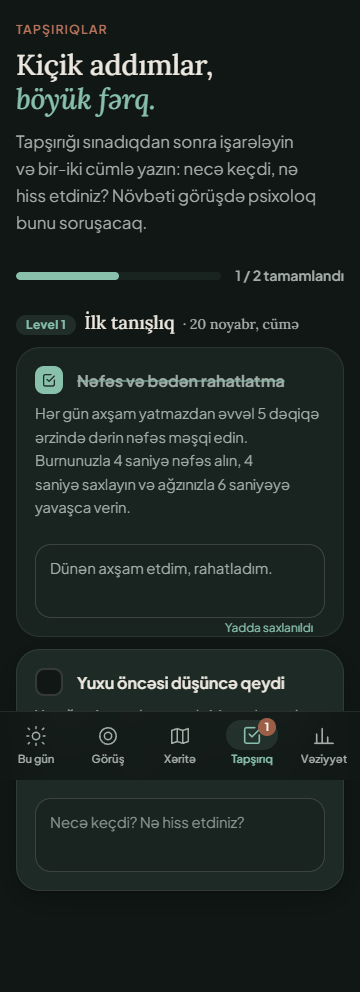 TAPŞIRIQLAR
Kiçik addımlar,
böyük fərq.
Tapşırığı sınadıqdan sonra işarələyin
və bir-iki cümlə yazın: necə keçdi, nə
hiss etdiniz? Növbəti görüşdə psixoloq
bunu soruşacaq.
1 / 2 tamamlandı
Level 1 İlk tanışlıq · 20 noyabr, cümə
Nəfəs və bədən rahatlatma
Hər gün axşam yatmazdan əvvəl 5 dəqiqə
ərzində dərin nəfəs məşqi edin.
Burnunuzla 4 saniyə nəfəs alın, 4
saniyə saxlayın və ağzınızla 6 saniyəyə
yavaşca verin.
Dünən axşam etdim, rahatladım.
Yadda saxlanıldı
Yuxu öncəsi düşüncə qeydi
1
Bu gün Görüş Xəritə Tapşırıq Vəziyyət
Necə keçdi? Nə hiss etdiniz?